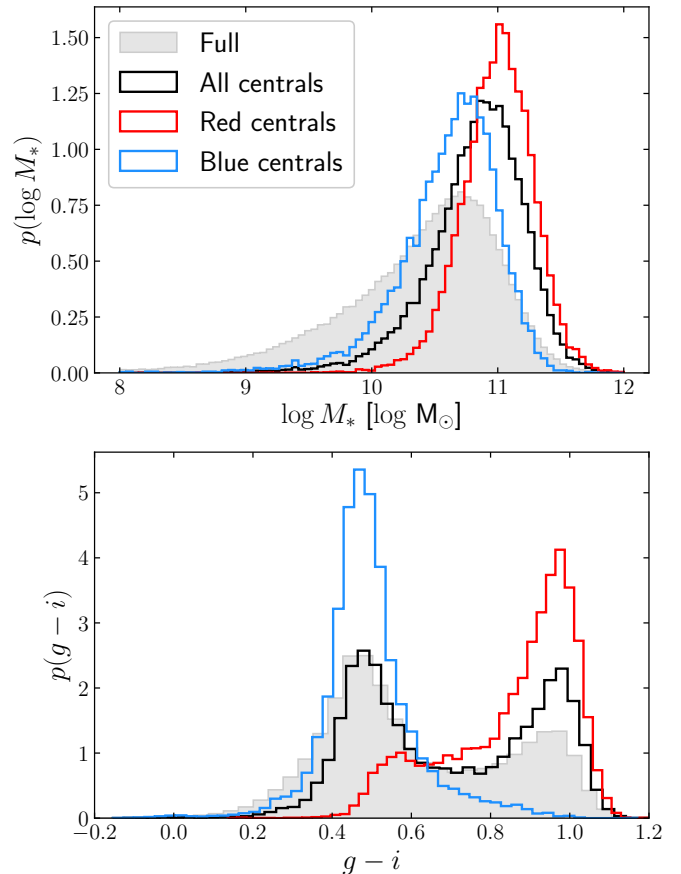 1.50
1.25
1.00
0.75
0.50
0.25
0.00
p(log M∗)
Full
All centrals
Red centrals
Blue centrals
8 9 10 11 12
log M∗ [log M⊙]
5
4
3
2
1
0
p(g − i)
−0.2 0.0 0.2 0.4 0.6 0.8 1.0 1.2
g − i